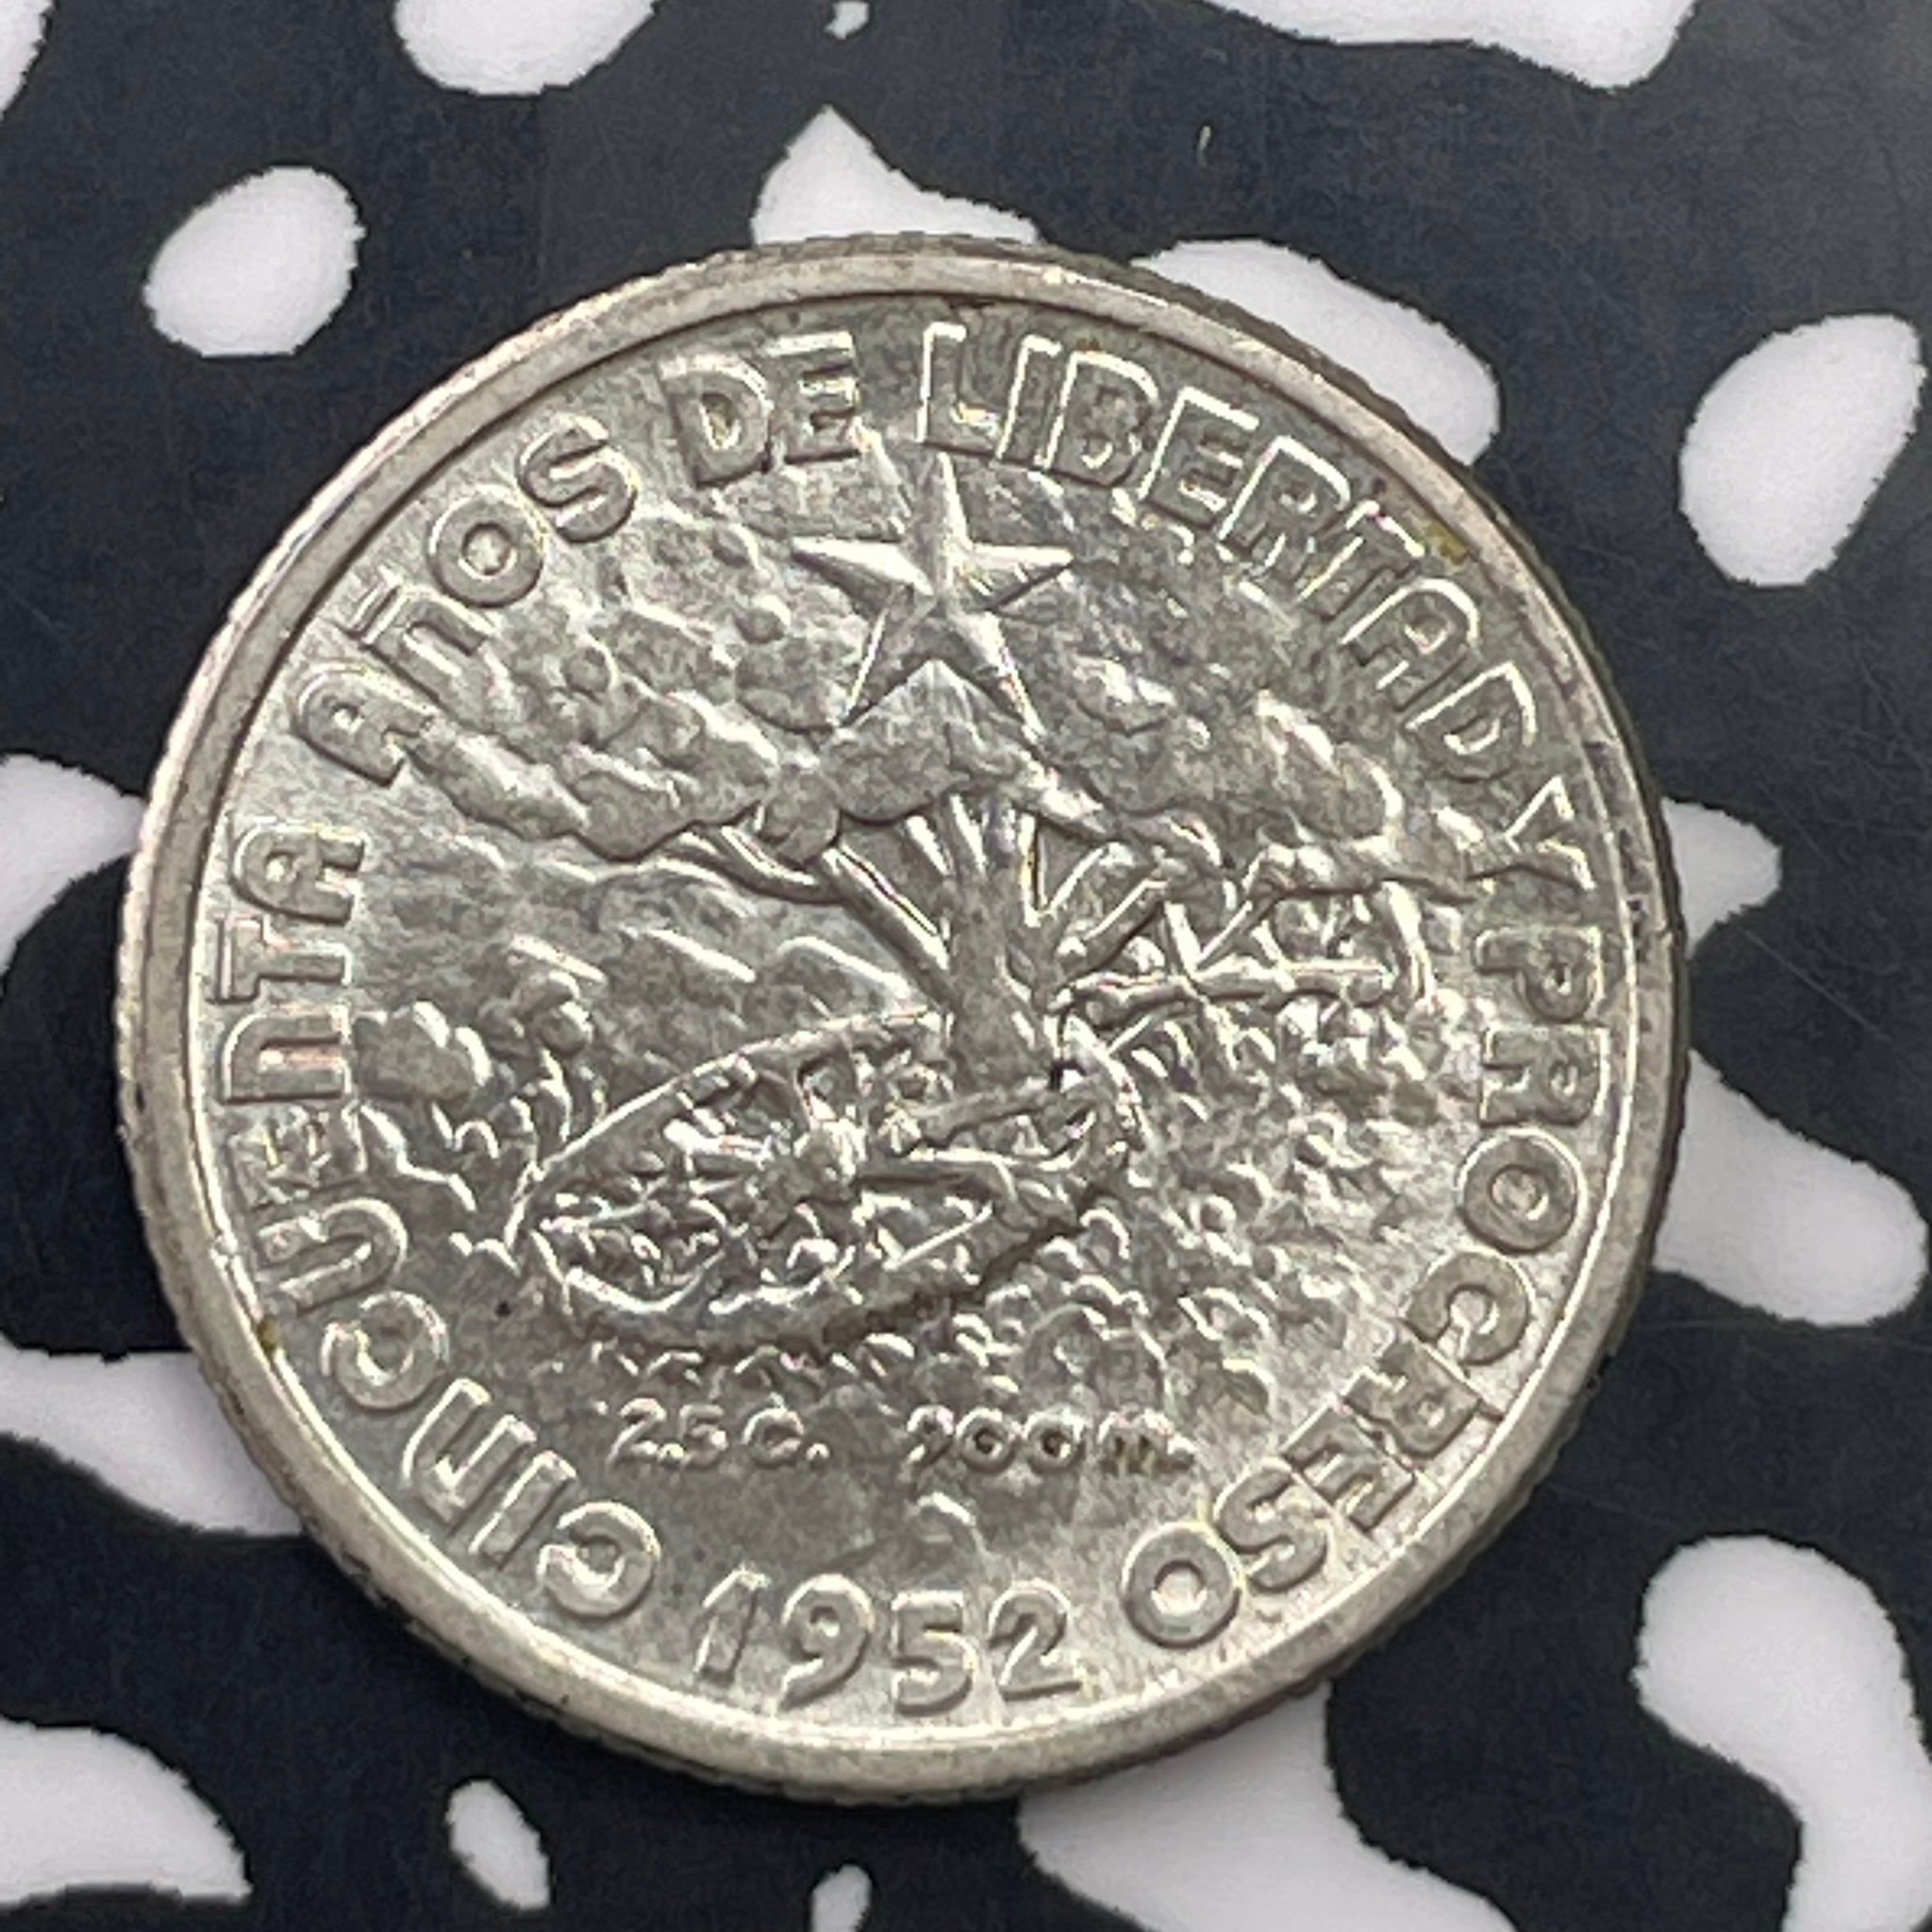 CINCUENTA AÑOS DE LIBERTAD Y PROGRESO
2.5 G. 900 M.
1952